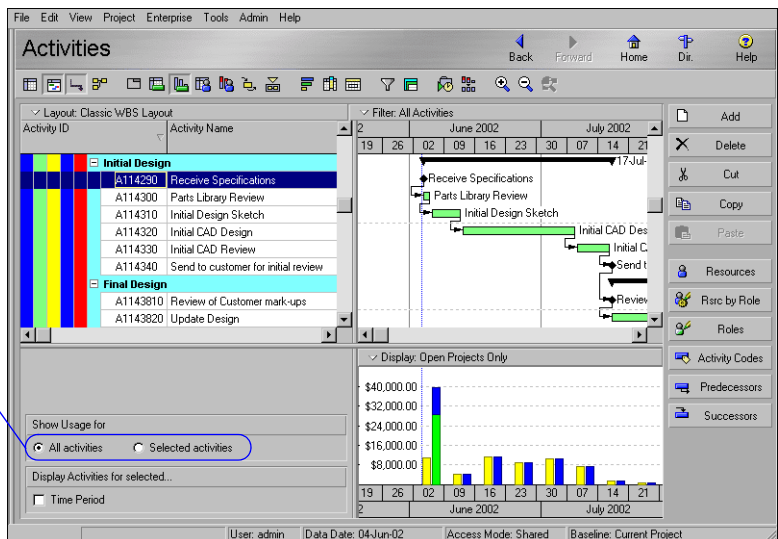 File Edit View Project Enterprise Tools Admin Help
Activities
Back Forward Home Dir. Help
Layout: Classic WBS Layout
Filter: All Activities
Activity ID Activity Name
2 June 2002 July 2002
19 26 02 09 16 23 30 07 14 21
Initial Design
17-Jul-
A114290 Receive Specifications
Receive Specifications
A114300 Parts Library Review
Parts Library Review
A114310 Initial Design Sketch
Initial Design Sketch
A114320 Initial CAD Design
Initial CAD Des
A114330 Initial CAD Review
Initial C
A114340 Send to customer for initial review
Send t
Final Design
A1143810 Review of Customer mark-ups
Review
A1143820 Update Design
Add
Delete
Cut
Copy
Paste
Resources
Rsrc by Role
Roles
Activity Codes
Predecessors
Successors
Display: Open Projects Only
$40,000.00
$32,000.00
$24,000.00
$16,000.00
$8,000.00
19 26 02 09 16 23 30 07 14 21
2 June 2002 July 2002
Show Usage for
All activities Selected activities
Display Activities for selected...
Time Period
User: admin Data Date: 04-Jun-02 Access Mode: Shared Baseline: Current Project